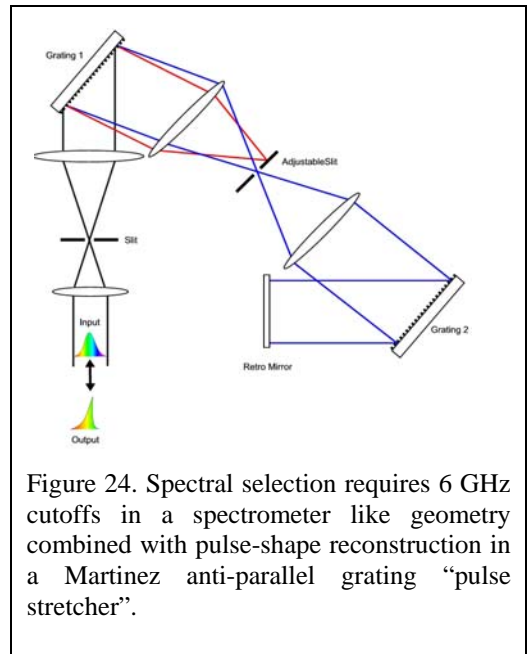 Grating 1
AdjustableSlit
Slit
Input
Grating 2
Retro Mirror
Output
Figure 24. Spectral selection requires 6 GHz
cutoffs in a spectrometer like geometry
combined with pulse-shape reconstruction in
a Martinez anti-parallel grating “pulse
stretcher”.